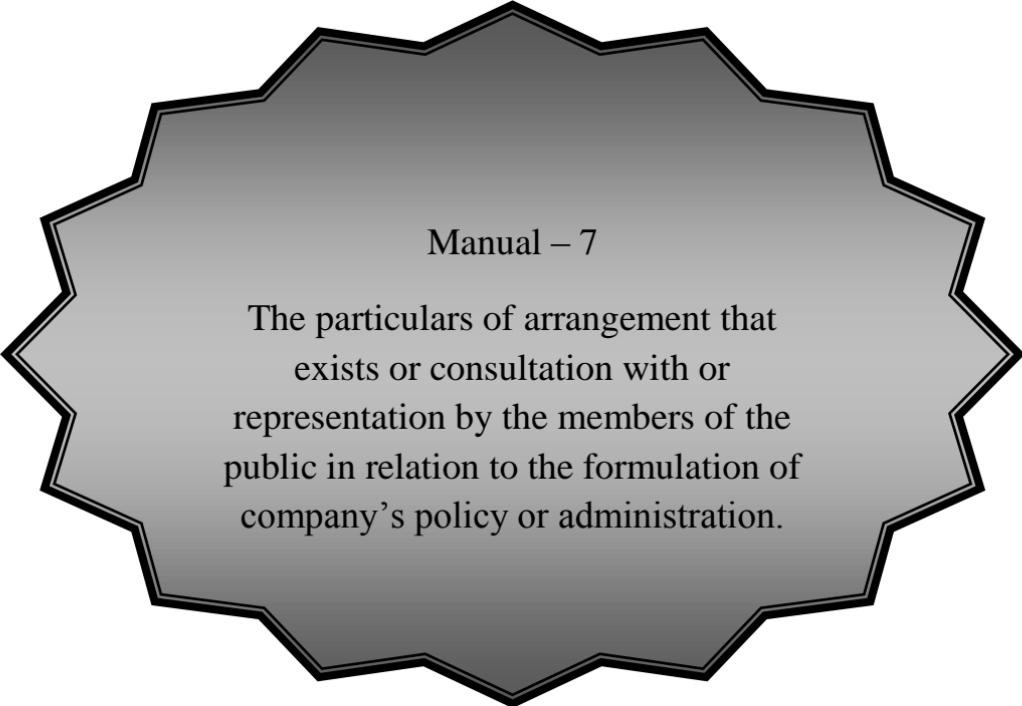 Manual – 7
The particulars of arrangement that
exists or consultation with or
representation by the members of the
public in relation to the formulation of
company’s policy or administration.